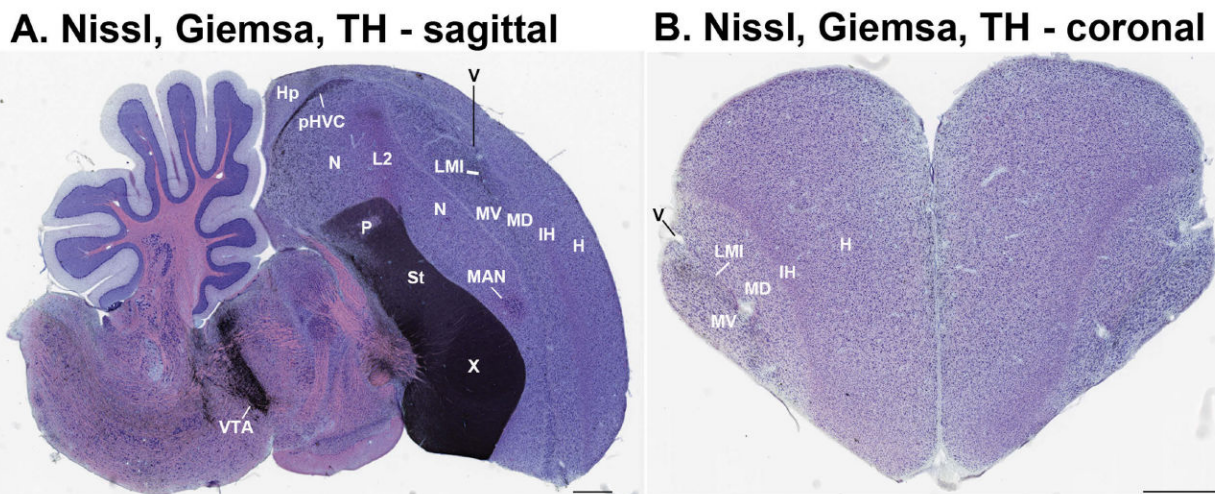 A. Nissl, Giemsa, TH - sagittal
B. Nissl, Giemsa, TH - coronal
V
Hp
pHVC
N
L2
LMI
N
MV
MD
IH
H
P
St
MAN
X
VTA
V
H
LMI
IH
MD
MV